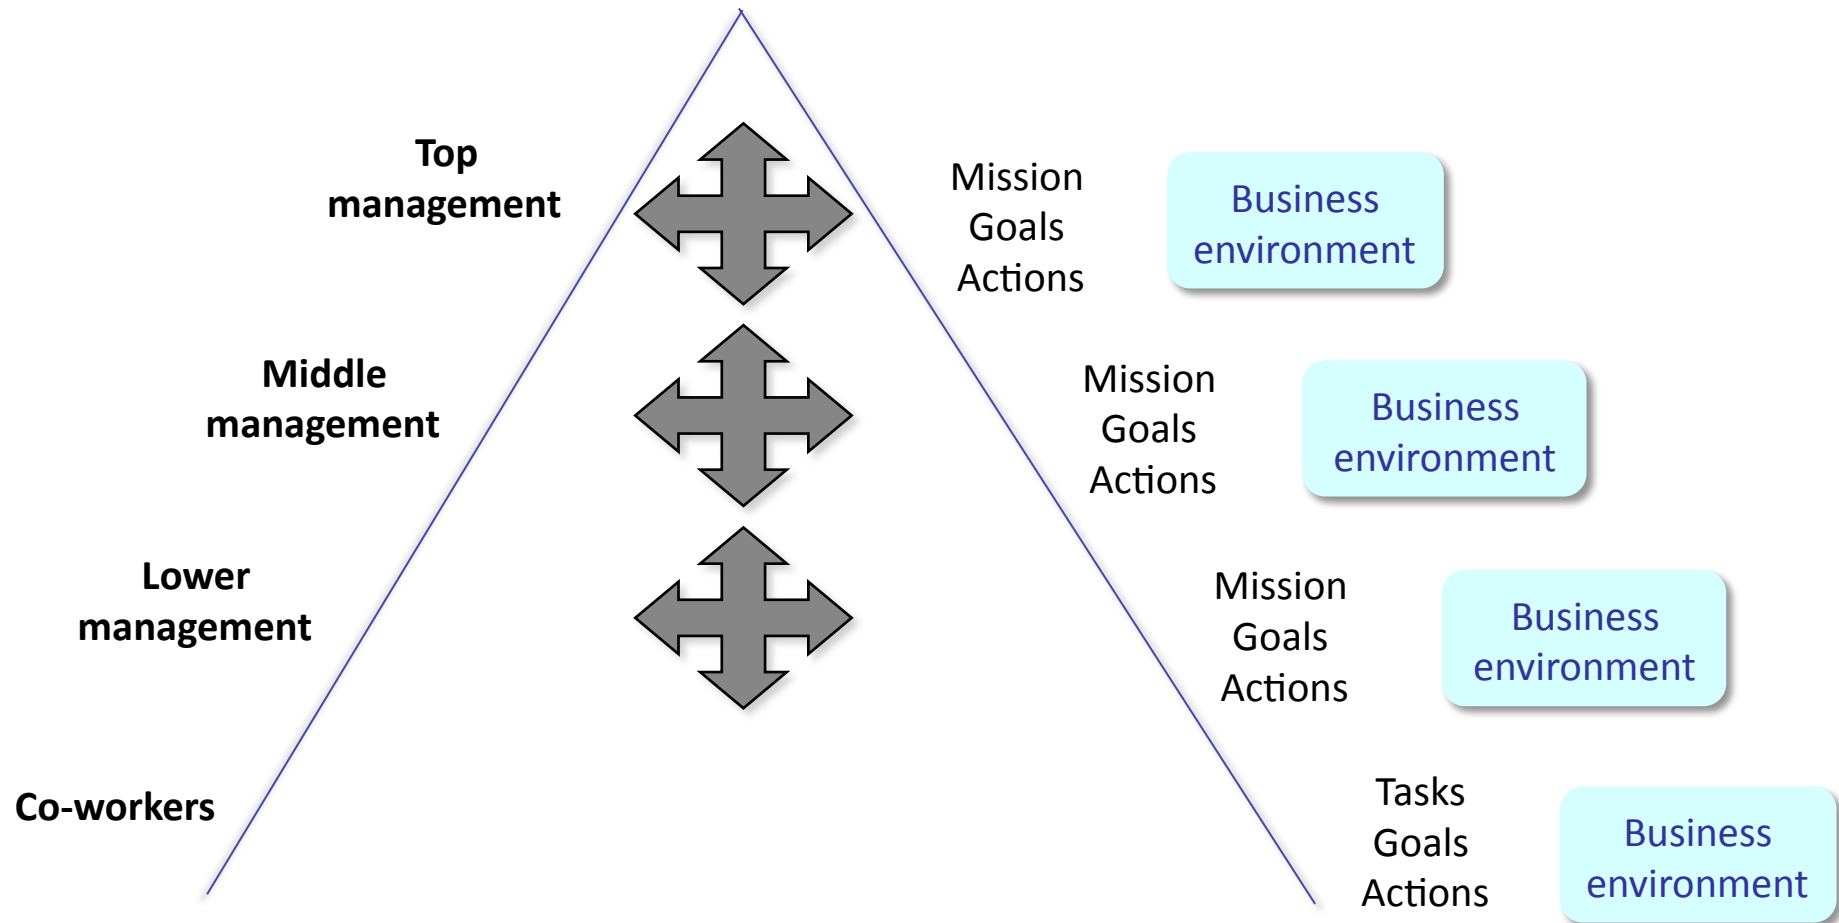 Top
management
Mission
Goals
Actions
Business
environment
Middle
management
Mission
Goals
Actions
Business
environment
Lower
management
Mission
Goals
Actions
Business
environment
Co-workers
Tasks
Goals
Actions
Business
environment